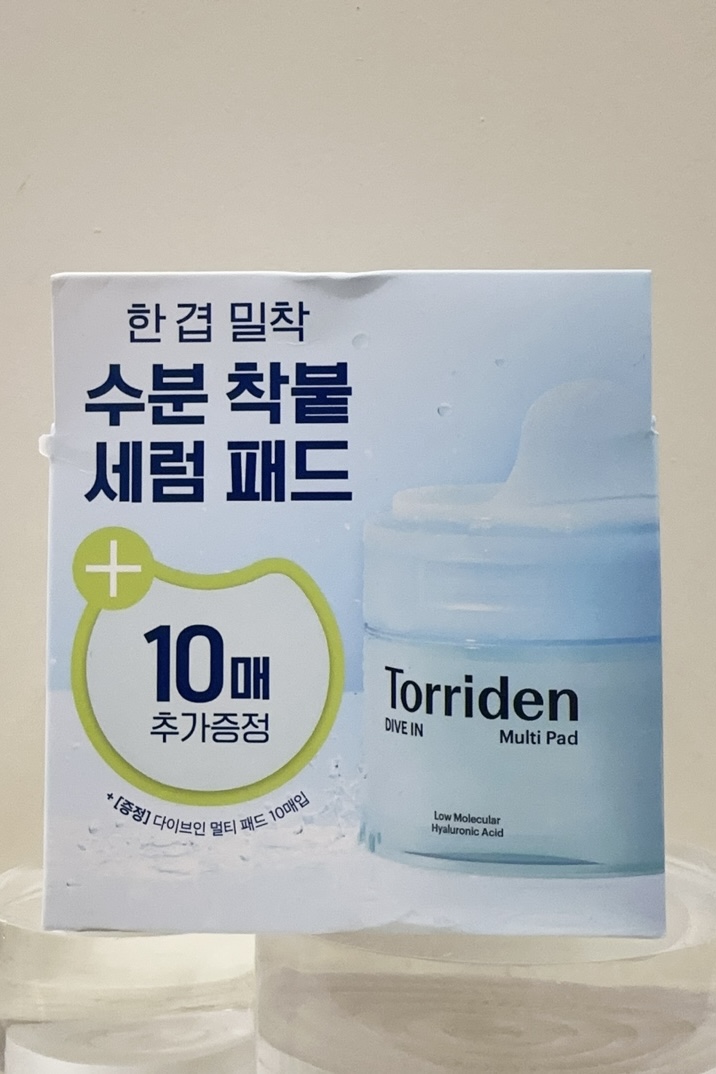 한 겹 밀착
수분 착붙
세럼 패드
+
10매
추가증정
+ [증정] 다이브인 멀티 패드 10매입
Torriden
DIVE IN
Multi Pad
Low Molecular
Hyaluronic Acid